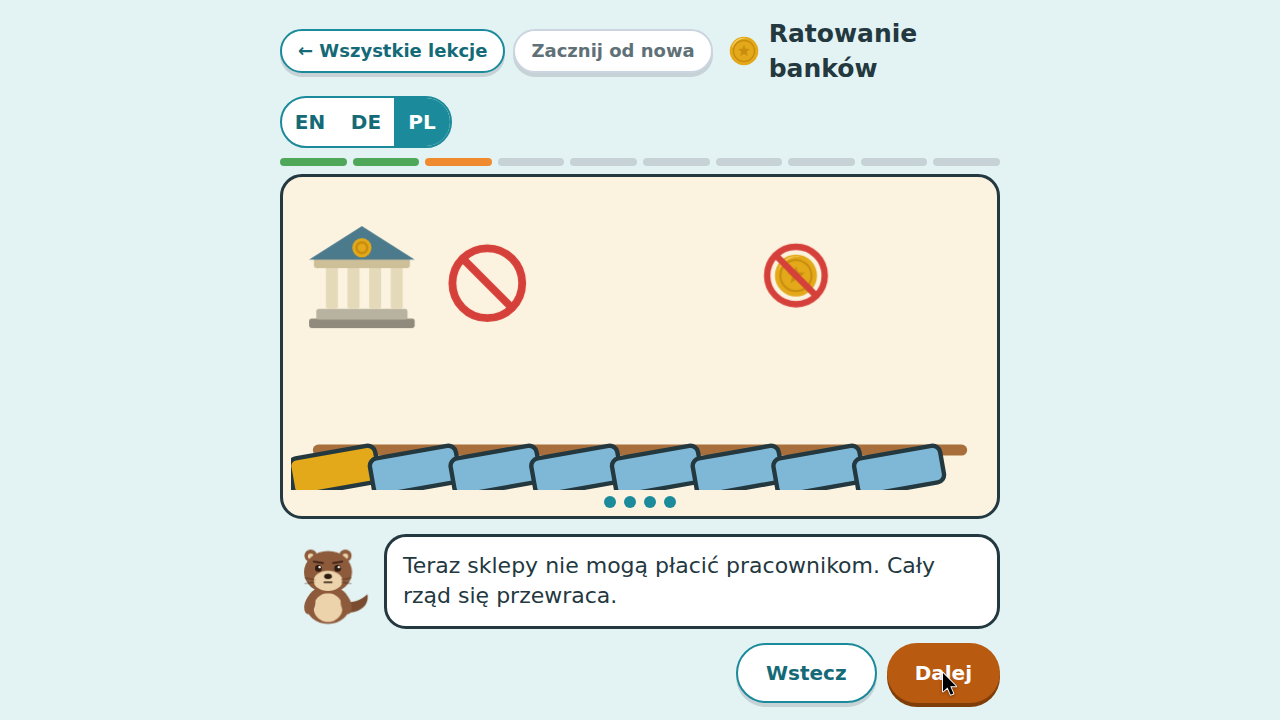 ← Wszystkie lekcje
Zacznij od nowa
Ratowanie
banków
EN DE PL
Teraz sklepy nie mogą płacić pracownikom. Cały
rząd się przewraca.
Wstecz
Dalej